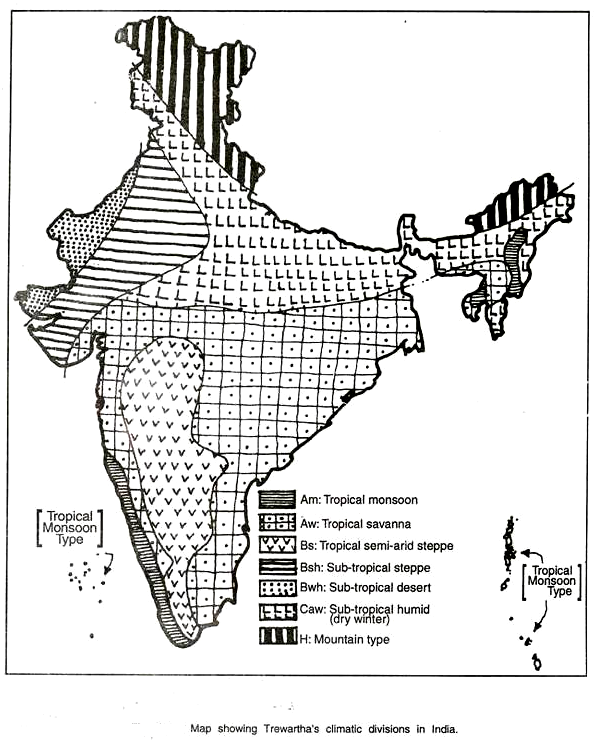 [Tropical
Monsoon
Type]
Am: Tropical monsoon
Aw: Tropical savanna
Bs: Tropical semi-arid steppe
Bsh: Sub-tropical steppe
Bwh: Sub-tropical desert
Caw: Sub-tropical humid
(dry winter)
H: Mountain type
[Tropical
Monsoon
Type]
Map showing Trewartha's climatic divisions in India.